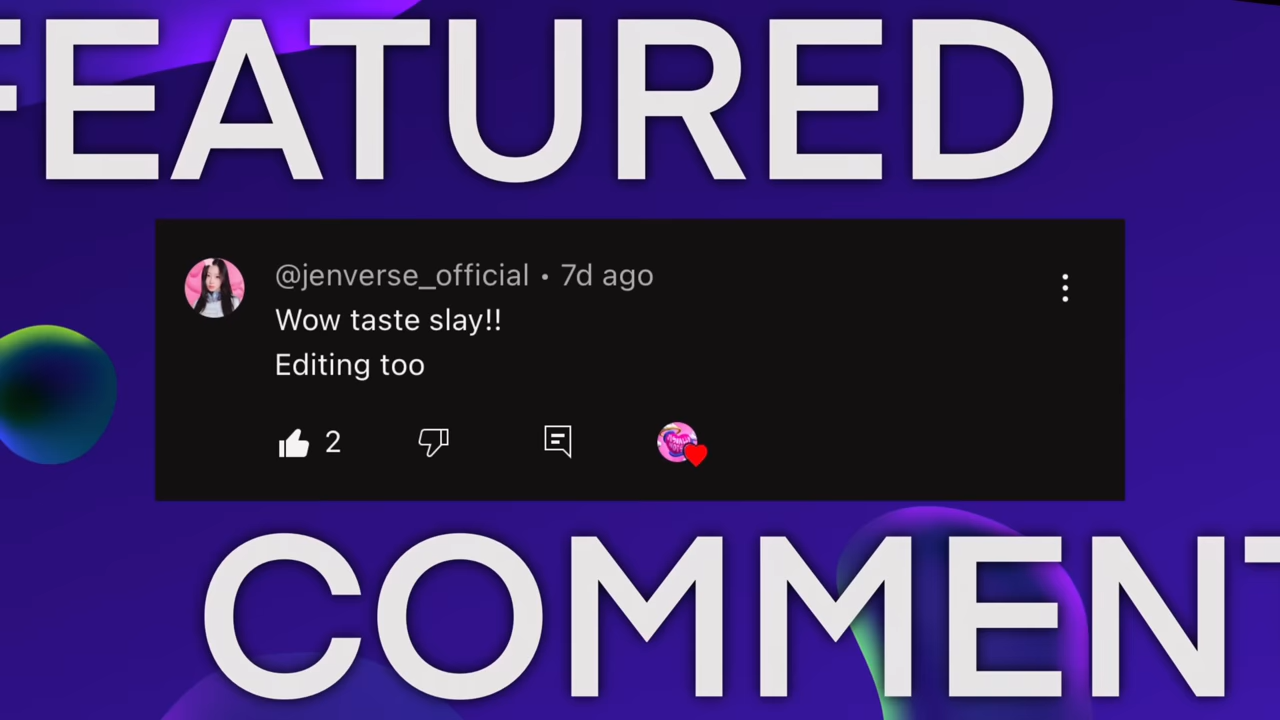 FEATURED
@jenverse_official • 7d ago
Wow taste slay!!
Editing too
2
COMMENT